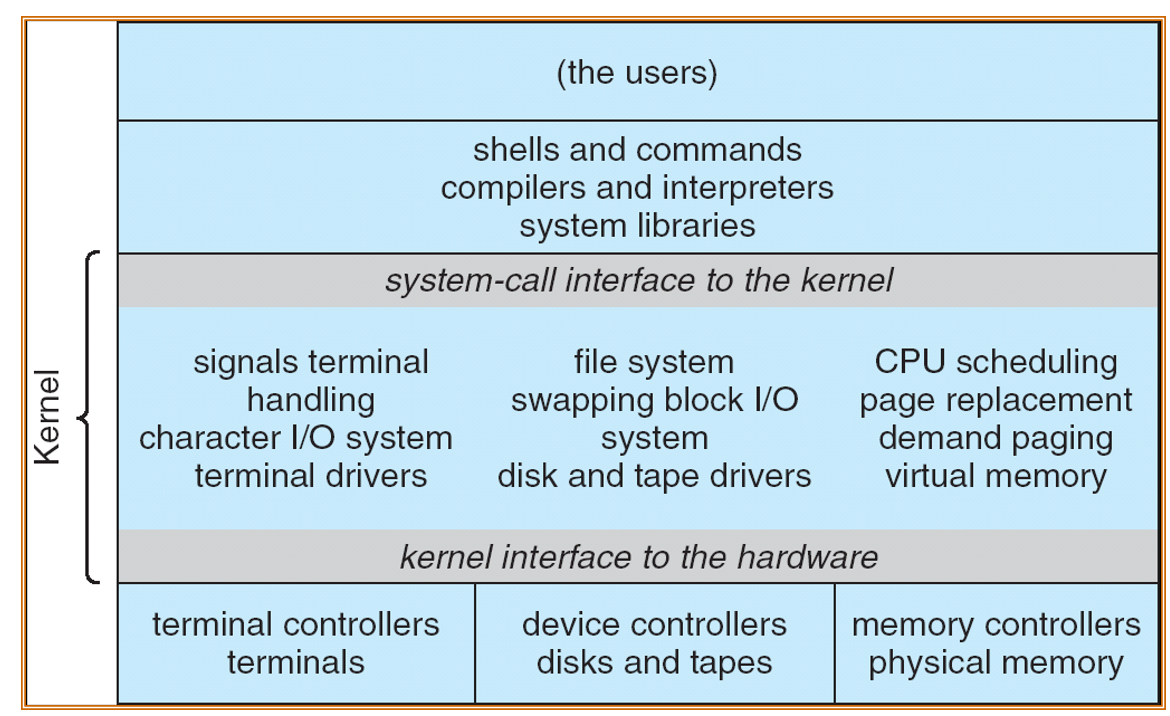 (the users)
shells and commands
compilers and interpreters
system libraries
system-call interface to the kernel
Kernel
signals terminal
handling
character I/O system
terminal drivers
file system
swapping block I/O
system
disk and tape drivers
CPU scheduling
page replacement
demand paging
virtual memory
kernel interface to the hardware
terminal controllers
terminals
device controllers
disks and tapes
memory controllers
physical memory